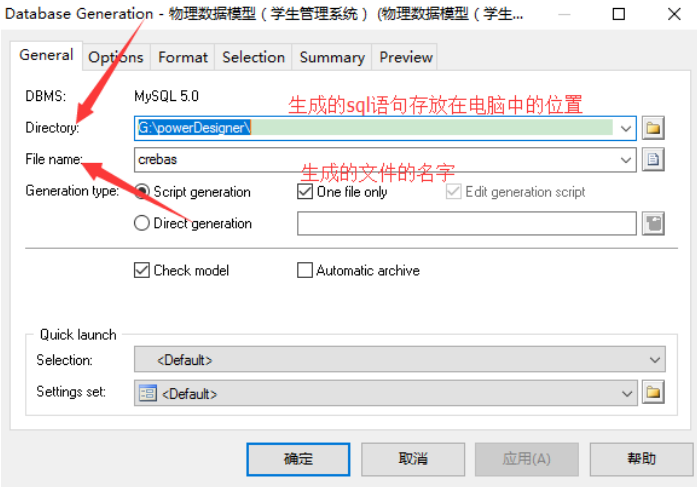 Database Generation - 物理数据模型（学生管理系统） (物理数据模型（学生...
General Options Format Selection Summary Preview
DBMS: MySQL 5.0
生成的sql语句存放在电脑中的位置
Directory: G:\powerDesigner\
File name: crebas
生成的文件的名字
Generation type: Script generation One file only Edit generation script
Direct generation
Check model Automatic archive
Quick launch
Selection: <Default>
Settings set: <Default>
确定 取消 应用(A) 帮助